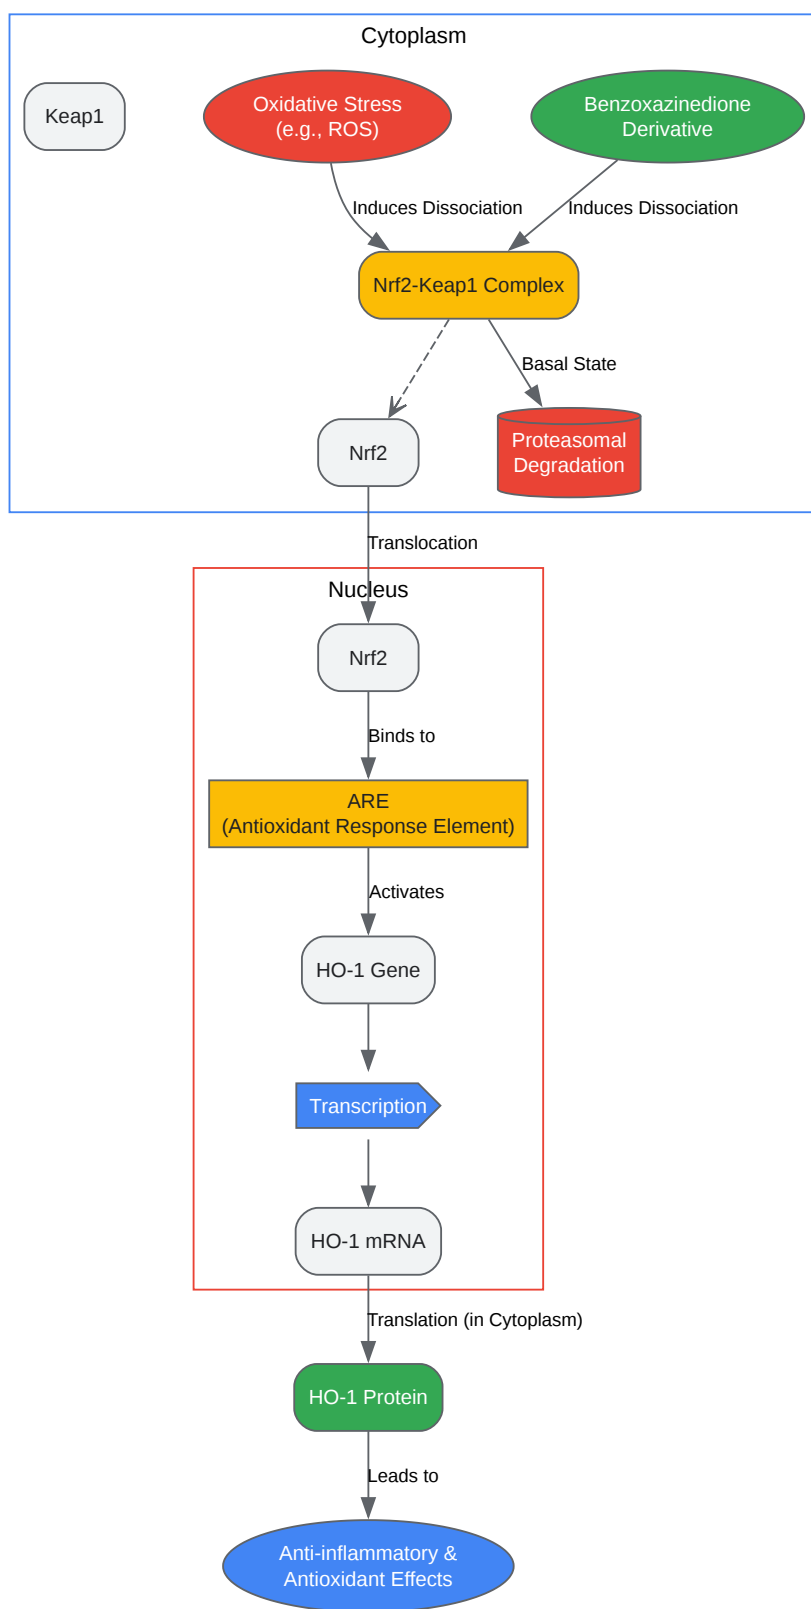 Cytoplasm
Keap1
Oxidative Stress
(e.g., ROS)
Benzoxazinedione
Derivative
Induces Dissociation
Induces Dissociation
Nrf2-Keap1 Complex
Basal State
Nrf2
Proteasomal
Degradation
Translocation
Nucleus
Nrf2
Binds to
ARE
(Antioxidant Response Element)
Activates
HO-1 Gene
Transcription
HO-1 mRNA
Translation (in Cytoplasm)
HO-1 Protein
Leads to
Anti-inflammatory &
Antioxidant Effects